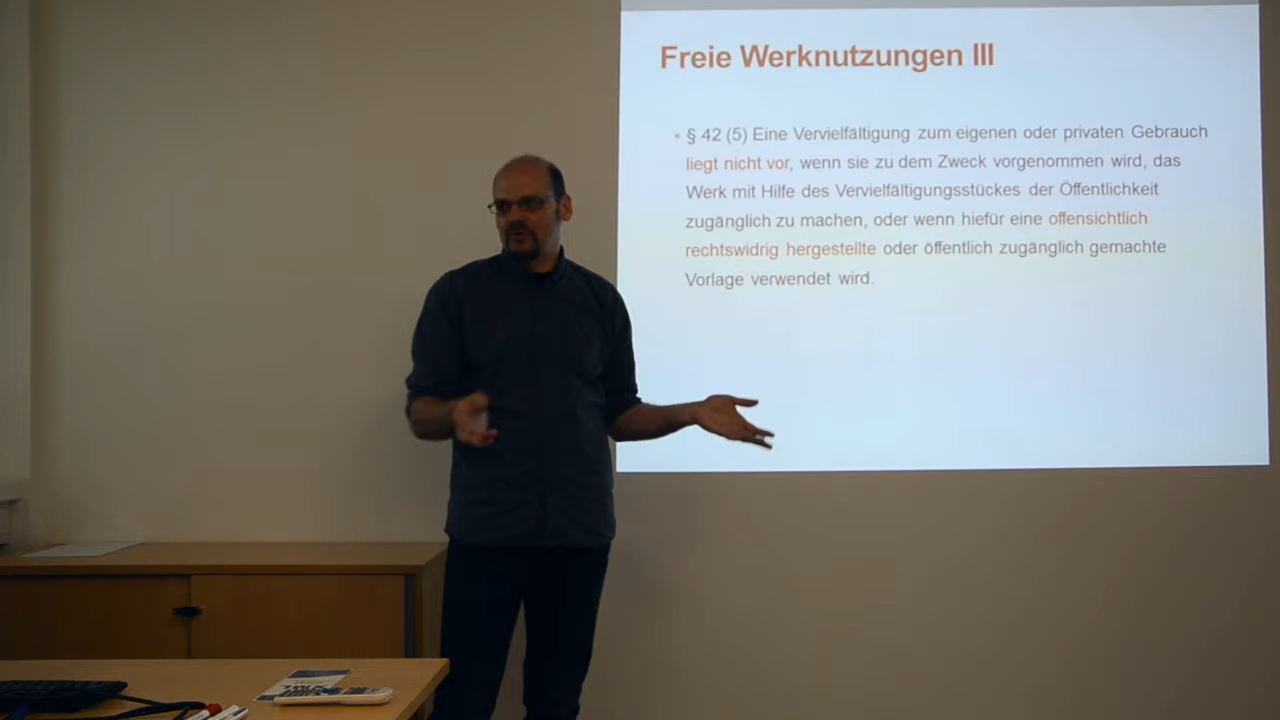 Freie Werknutzungen III
§ 42 (5) Eine Vervielfältigung zum eigenen oder privaten Gebrauch
liegt nicht vor, wenn sie zu dem Zweck vorgenommen wird, das
Werk mit Hilfe des Vervielfältigungsstückes der Öffentlichkeit
zugänglich zu machen, oder wenn hiefür eine offensichtlich
rechtswidrig hergestellte oder öffentlich zugänglich gemachte
Vorlage verwendet wird.